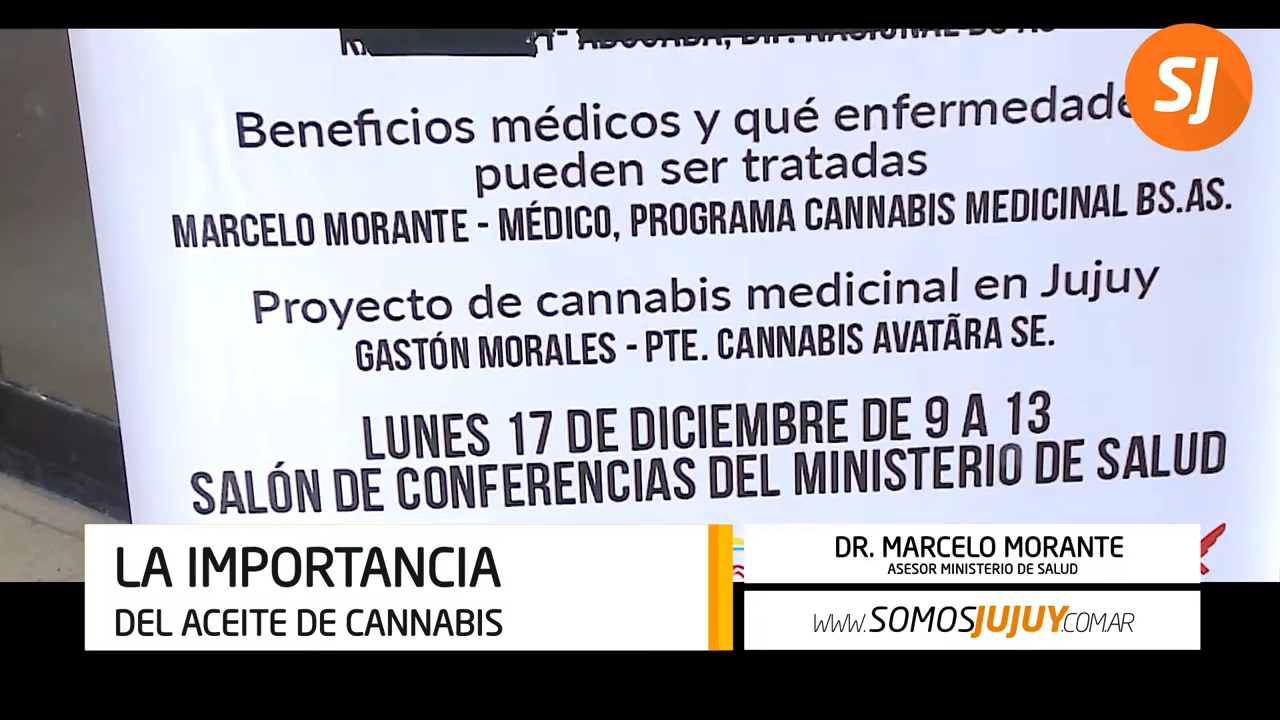 SJ
Beneficios médicos y qué enfermedade
pueden ser tratadas
MARCELO MORANTE - MÉDICO, PROGRAMA CANNABIS MEDICINAL BS.AS.
Proyecto de cannabis medicinal en Jujuy
GASTÓN MORALES - PTE. CANNABIS AVATÃRA SE.
LUNES 17 DE DICIEMBRE DE 9 A 13
SALÓN DE CONFERENCIAS DEL MINISTERIO DE SALUD
LA IMPORTANCIA
DEL ACEITE DE CANNABIS
DR. MARCELO MORANTE
ASESOR MINISTERIO DE SALUD
WWW.SOMOSJUJUY.COM.AR